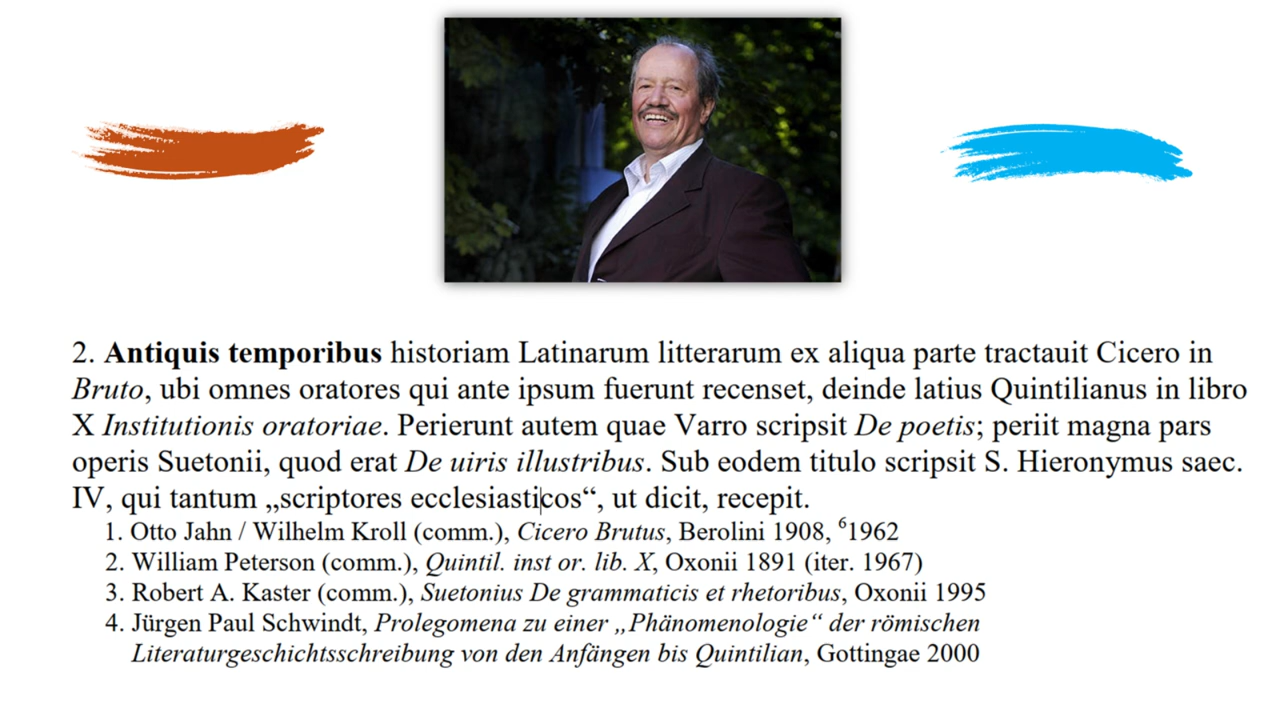 2. Antiquis temporibus historiam Latinarum litterarum ex aliqua parte tractauit Cicero in
Bruto, ubi omnes oratores qui ante ipsum fuerunt recenset, deinde latius Quintilianus in libro
X Institutionis oratoriae. Perierunt autem quae Varro scripsit De poetis; periit magna pars
operis Suetonii, quod erat De uiris illustribus. Sub eodem titulo scripsit S. Hieronymus saec.
IV, qui tantum „scriptores ecclesiasticos“, ut dicit, recepit.
1. Otto Jahn / Wilhelm Kroll (comm.), Cicero Brutus, Berolini 1908, ⁶1962
2. William Peterson (comm.), Quintil. inst or. lib. X, Oxonii 1891 (iter. 1967)
3. Robert A. Kaster (comm.), Suetonius De grammaticis et rhetoribus, Oxonii 1995
4. Jürgen Paul Schwindt, Prolegomena zu einer „Phänomenologie“ der römischen
Literaturgeschichtsschreibung von den Anfängen bis Quintilian, Gottingae 2000